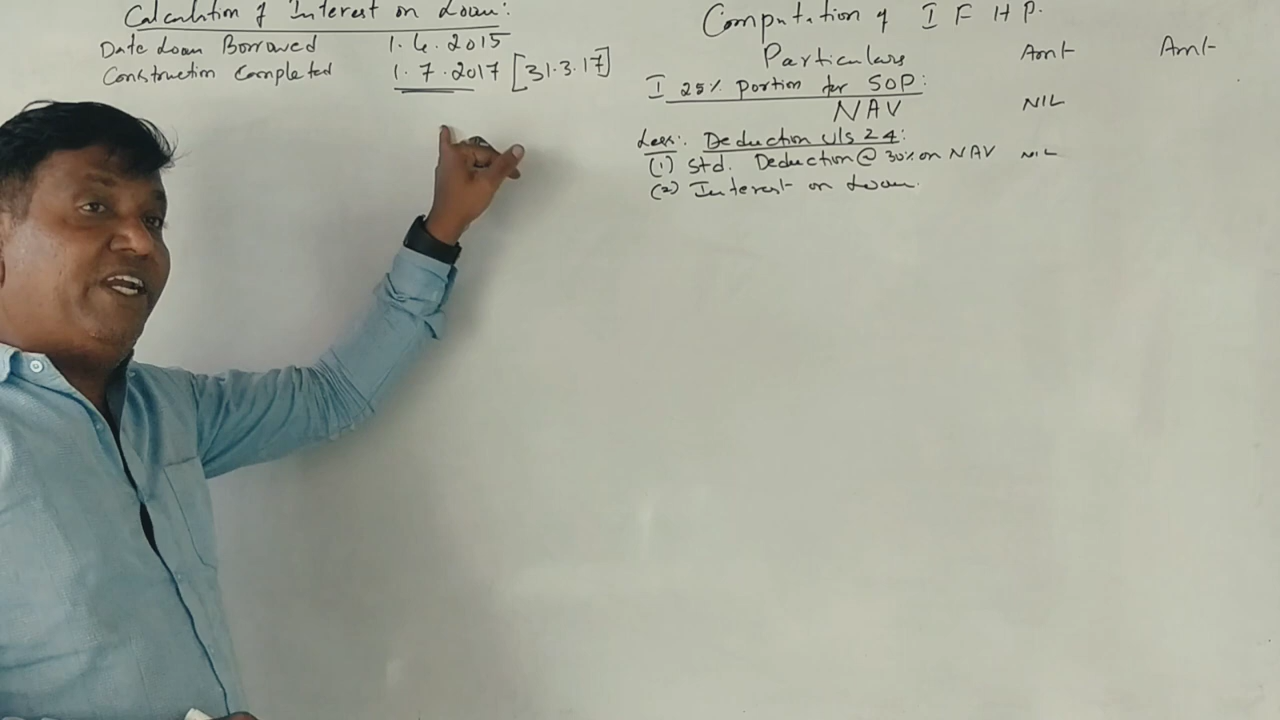 Calculation of Interest on Loan:
Date Loan Borrowed 1.4.2015
Construction Completed 1.7.2017 [31.3.17]
Computation of I F H P.
Particulars Amt Amt
I 25% portion for SOP:
NAV NIL
Less: Deduction u/s 24:
(1) Std. Deduction @ 30% on NAV NIL
(2) Interest on Loan.